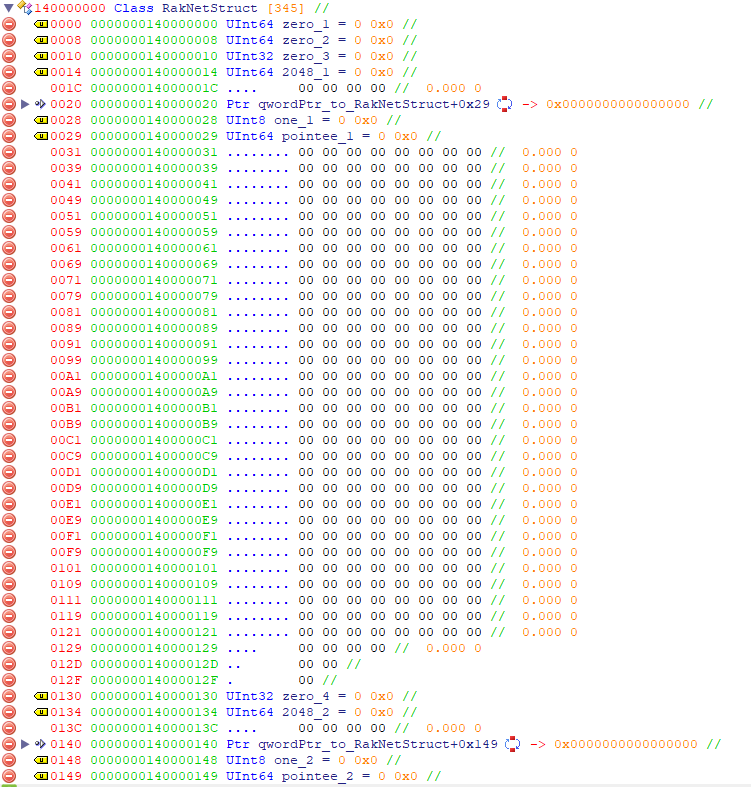 140000000 Class RakNetStruct [345] //
0000 0000000140000000 UInt64 zero_1 = 0 0x0 //
0008 0000000140000008 UInt64 zero_2 = 0 0x0 //
0010 0000000140000010 UInt32 zero_3 = 0 0x0 //
0014 0000000140000014 UInt64 2048_1 = 0 0x0 //
001C 000000014000001C .... 00 00 00 00 // 0.000 0
0020 0000000140000020 Ptr qwordPtr_to_RakNetStruct+0x29 -> 0x0000000000000000 //
0028 0000000140000028 UInt8 one_1 = 0 0x0 //
0029 0000000140000029 UInt64 pointee_1 = 0 0x0 //
0031 0000000140000031 ........ 00 00 00 00 00 00 00 00 // 0.000 0
0039 0000000140000039 ........ 00 00 00 00 00 00 00 00 // 0.000 0
0041 0000000140000041 ........ 00 00 00 00 00 00 00 00 // 0.000 0
0049 0000000140000049 ........ 00 00 00 00 00 00 00 00 // 0.000 0
0051 0000000140000051 ........ 00 00 00 00 00 00 00 00 // 0.000 0
0059 0000000140000059 ........ 00 00 00 00 00 00 00 00 // 0.000 0
0061 0000000140000061 ........ 00 00 00 00 00 00 00 00 // 0.000 0
0069 0000000140000069 ........ 00 00 00 00 00 00 00 00 // 0.000 0
0071 0000000140000071 ........ 00 00 00 00 00 00 00 00 // 0.000 0
0079 0000000140000079 ........ 00 00 00 00 00 00 00 00 // 0.000 0
0081 0000000140000081 ........ 00 00 00 00 00 00 00 00 // 0.000 0
0089 0000000140000089 ........ 00 00 00 00 00 00 00 00 // 0.000 0
0091 0000000140000091 ........ 00 00 00 00 00 00 00 00 // 0.000 0
0099 0000000140000099 ........ 00 00 00 00 00 00 00 00 // 0.000 0
00A1 00000001400000A1 ........ 00 00 00 00 00 00 00 00 // 0.000 0
00A9 00000001400000A9 ........ 00 00 00 00 00 00 00 00 // 0.000 0
00B1 00000001400000B1 ........ 00 00 00 00 00 00 00 00 // 0.000 0
00B9 00000001400000B9 ........ 00 00 00 00 00 00 00 00 // 0.000 0
00C1 00000001400000C1 ........ 00 00 00 00 00 00 00 00 // 0.000 0
00C9 00000001400000C9 ........ 00 00 00 00 00 00 00 00 // 0.000 0
00D1 00000001400000D1 ........ 00 00 00 00 00 00 00 00 // 0.000 0
00D9 00000001400000D9 ........ 00 00 00 00 00 00 00 00 // 0.000 0
00E1 00000001400000E1 ........ 00 00 00 00 00 00 00 00 // 0.000 0
00E9 00000001400000E9 ........ 00 00 00 00 00 00 00 00 // 0.000 0
00F1 00000001400000F1 ........ 00 00 00 00 00 00 00 00 // 0.000 0
00F9 00000001400000F9 ........ 00 00 00 00 00 00 00 00 // 0.000 0
0101 0000000140000101 ........ 00 00 00 00 00 00 00 00 // 0.000 0
0109 0000000140000109 ........ 00 00 00 00 00 00 00 00 // 0.000 0
0111 0000000140000111 ........ 00 00 00 00 00 00 00 00 // 0.000 0
0119 0000000140000119 ........ 00 00 00 00 00 00 00 00 // 0.000 0
0121 0000000140000121 ........ 00 00 00 00 00 00 00 00 // 0.000 0
0129 0000000140000129 .... 00 00 00 00 // 0.000 0
012D 000000014000012D .. 00 00 //
012F 000000014000012F . 00 //
0130 0000000140000130 UInt32 zero_4 = 0 0x0 //
0134 0000000140000134 UInt64 2048_2 = 0 0x0 //
013C 000000014000013C .... 00 00 00 00 // 0.000 0
0140 0000000140000140 Ptr qwordPtr_to_RakNetStruct+0x149 -> 0x0000000000000000 //
0148 0000000140000148 UInt8 one_2 = 0 0x0 //
0149 0000000140000149 UInt64 pointee_2 = 0 0x0 //